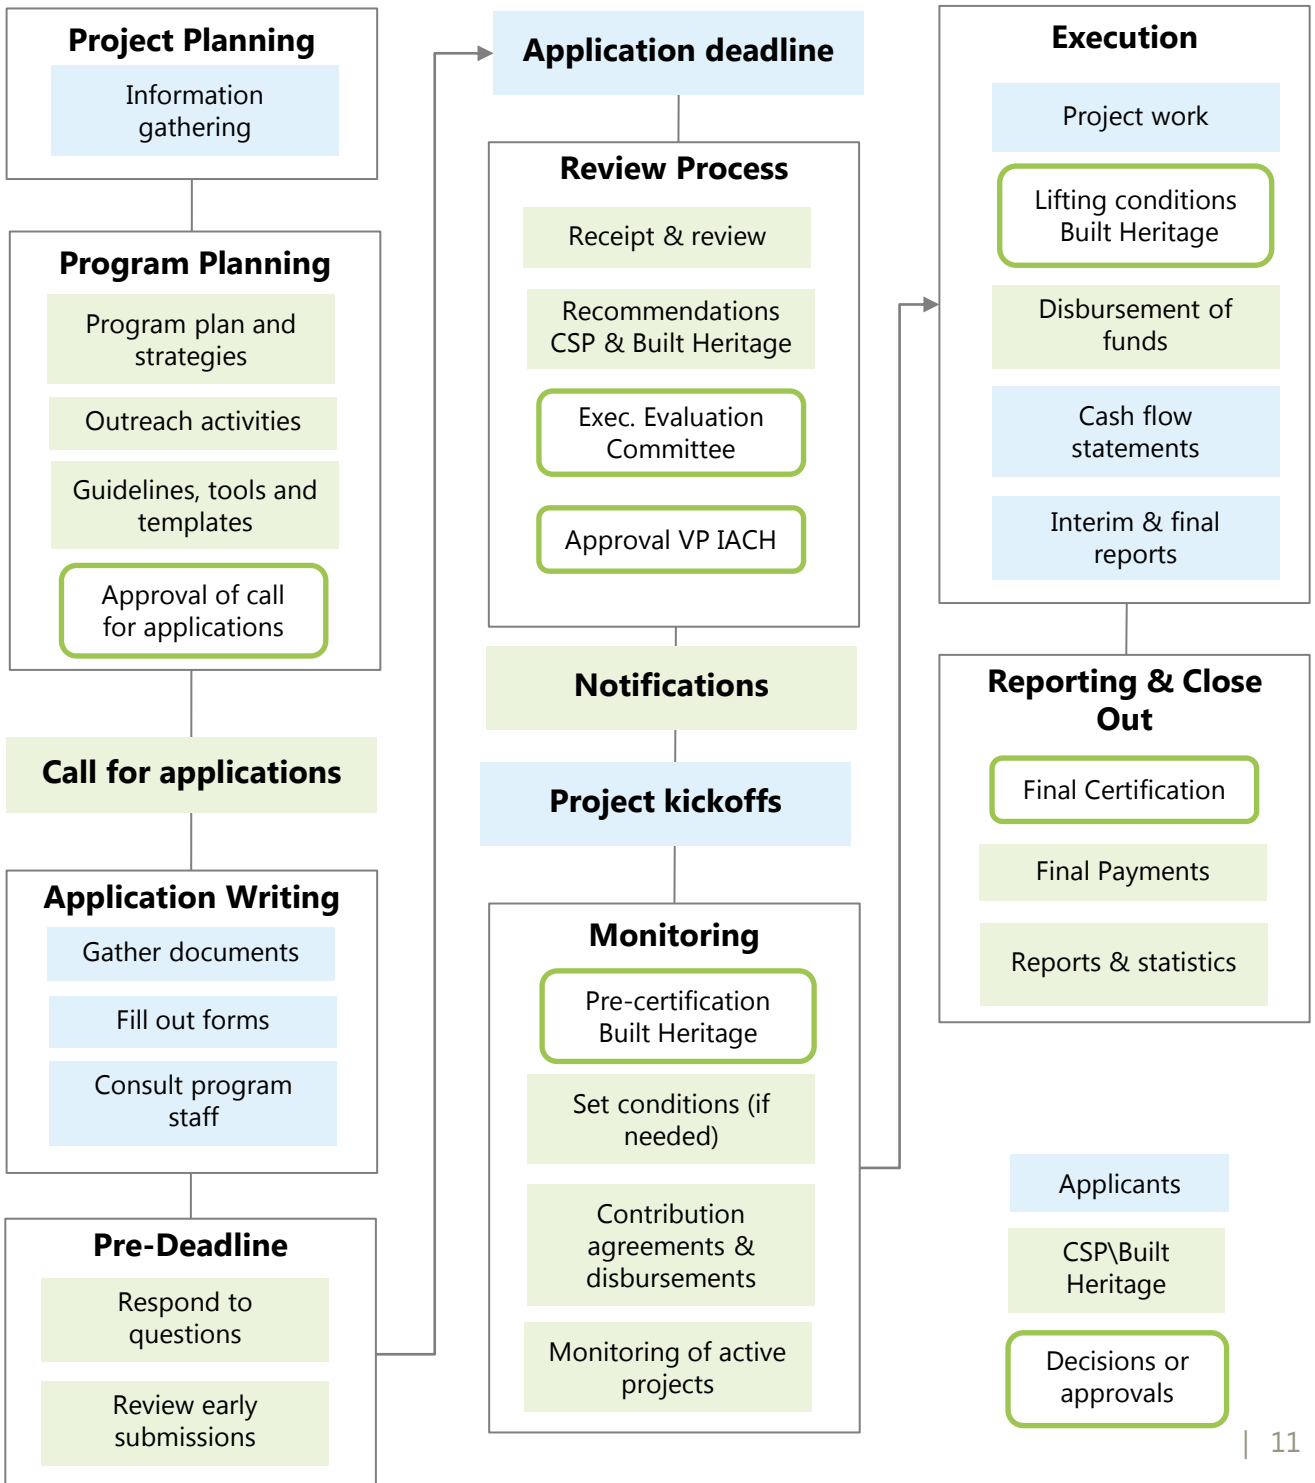 Project Planning
Information
gathering
Program Planning
Program plan and
strategies
Outreach activities
Guidelines, tools and
templates
Approval of call
for applications
Call for applications
Application Writing
Gather documents
Fill out forms
Consult program
staff
Pre-Deadline
Respond to
questions
Review early
submissions
Application deadline
Review Process
Receipt & review
Recommendations
CSP & Built Heritage
Exec. Evaluation
Committee
Approval VP IACH
Notifications
Project kickoffs
Monitoring
Pre-certification
Built Heritage
Set conditions (if
needed)
Contribution
agreements &
disbursements
Monitoring of active
projects
Execution
Project work
Lifting conditions
Built Heritage
Disbursement of
funds
Cash flow
statements
Interim & final
reports
Reporting & Close
Out
Final Certification
Final Payments
Reports & statistics
Applicants
CSP\Built
Heritage
Decisions or
approvals
| 11